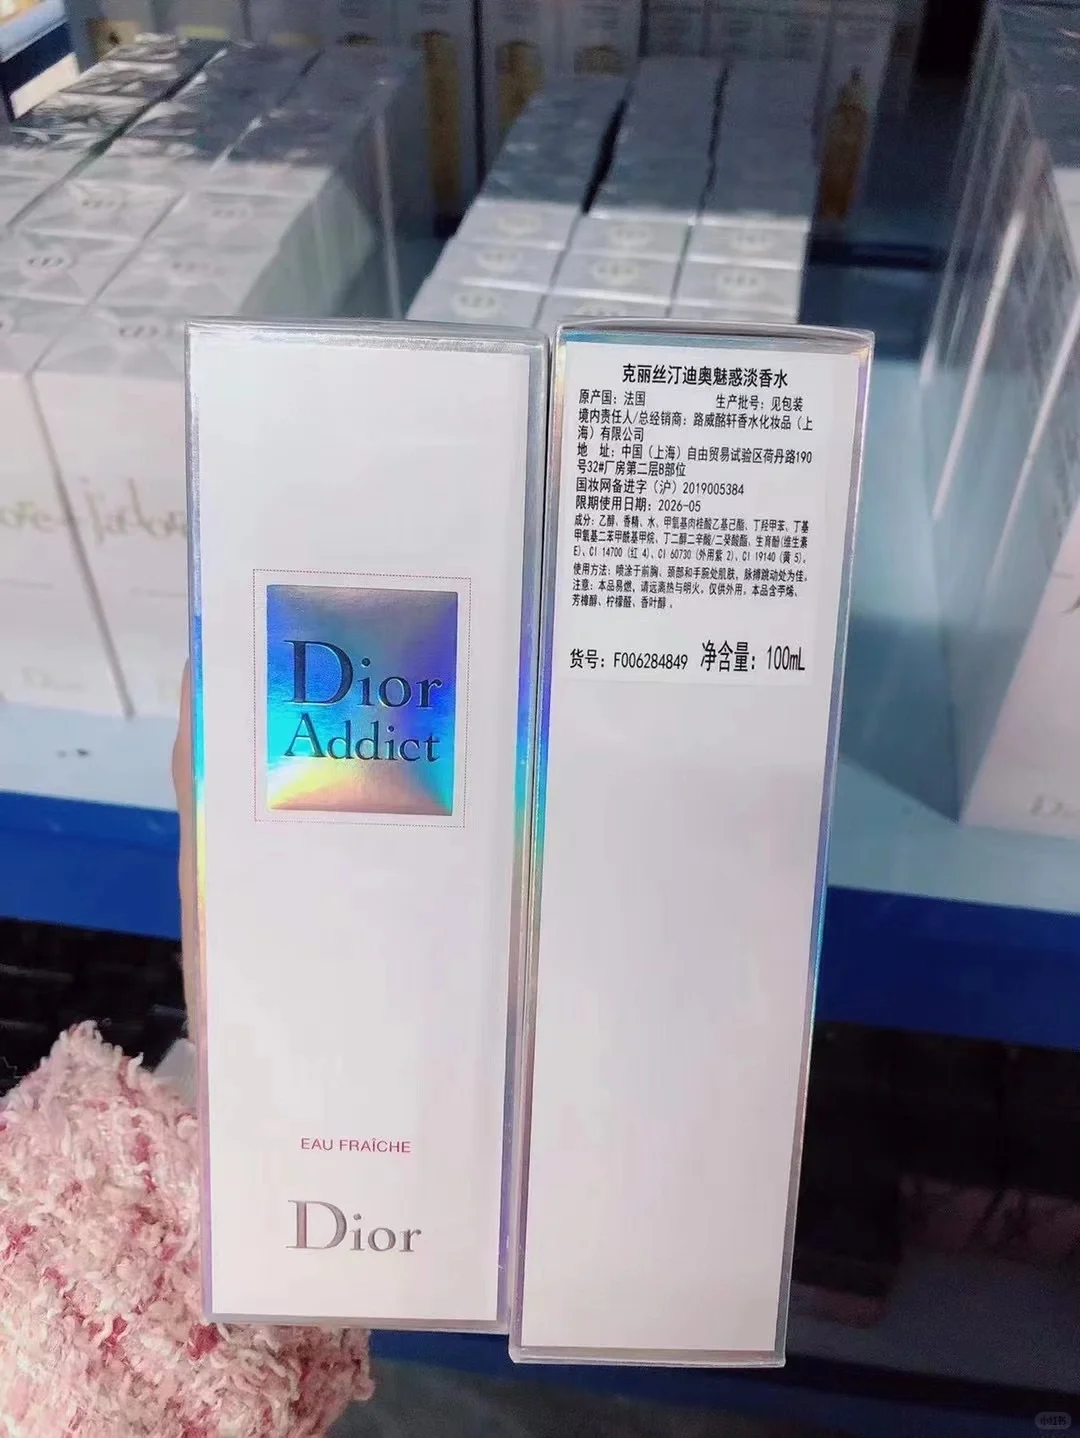 Dior
Addict
EAU FRAÎCHE
Dior
克丽丝汀迪奥魅惑淡香水
原产国：法国 生产批号：见包装
境内责任人/总经销商：路威酩轩香水化妆品（上
海）有限公司
地 址：中国（上海）自由贸易试验区荷丹路190
号32#厂房第二层B部位
国妆网备进字（沪）2019005384
限期使用日期：2026-05
成分：乙醇、香精、水、甲氧基肉桂酸乙基己酯、丁羟甲苯、丁基
甲氧基二苯甲酰基甲烷、丁二醇二辛酸/二癸酸酯、生育酚(维生素
E)、CI 14700（红 4）、CI 60730（外用紫 2）、CI 19140（黄 5）。
使用方法：喷涂于前胸、颈部和手腕处肌肤，脉搏跳动处为佳。
注意：本品易燃，请远离热与明火。仅供外用。本品含苧烯、
芳樟醇、柠檬醛、香叶醇。
货号：F006284849 净含量：100mL
j'adore
Dior
小红书